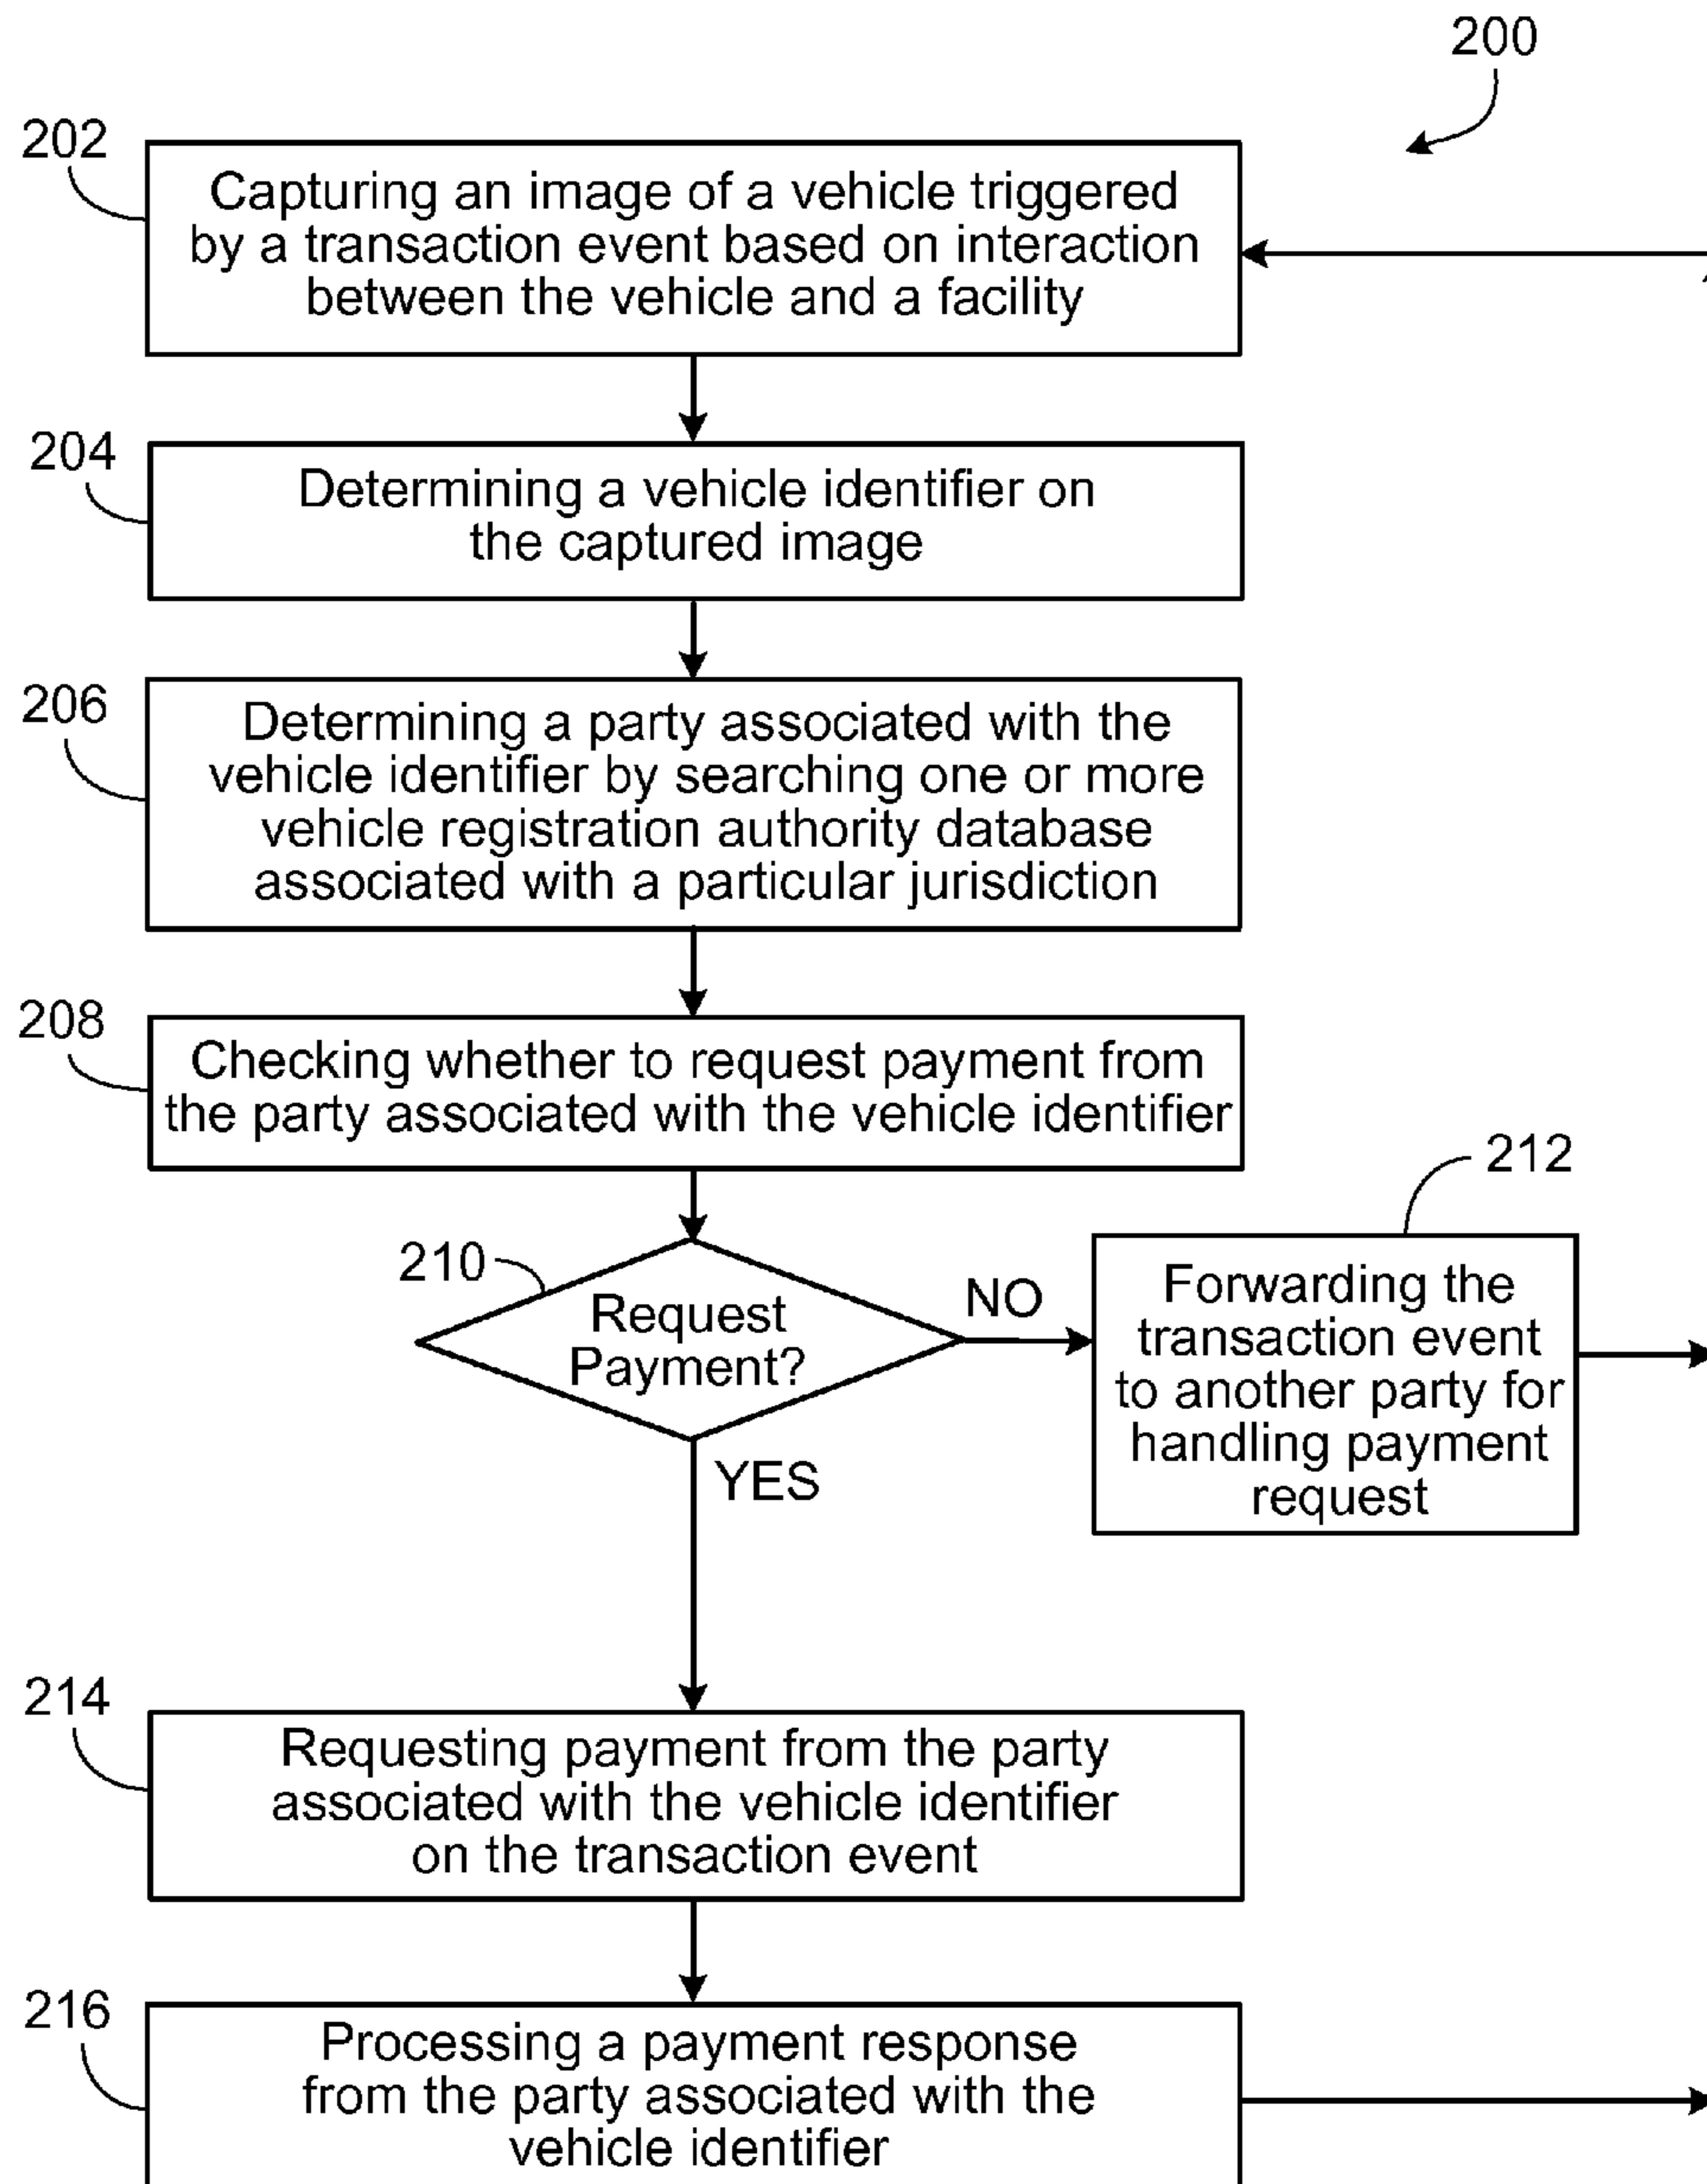 200
202
Capturing an image of a vehicle triggered
by a transaction event based on interaction
between the vehicle and a facility
204
Determining a vehicle identifier on
the captured image
206
Determining a party associated with the
vehicle identifier by searching one or more
vehicle registration authority database
associated with a particular jurisdiction
208
Checking whether to request payment from
the party associated with the vehicle identifier
210
Request
Payment?
NO
212
Forwarding the
transaction event
to another party for
handling payment
request
YES
214
Requesting payment from the party
associated with the vehicle identifier
on the transaction event
216
Processing a payment response
from the party associated with the
vehicle identifier